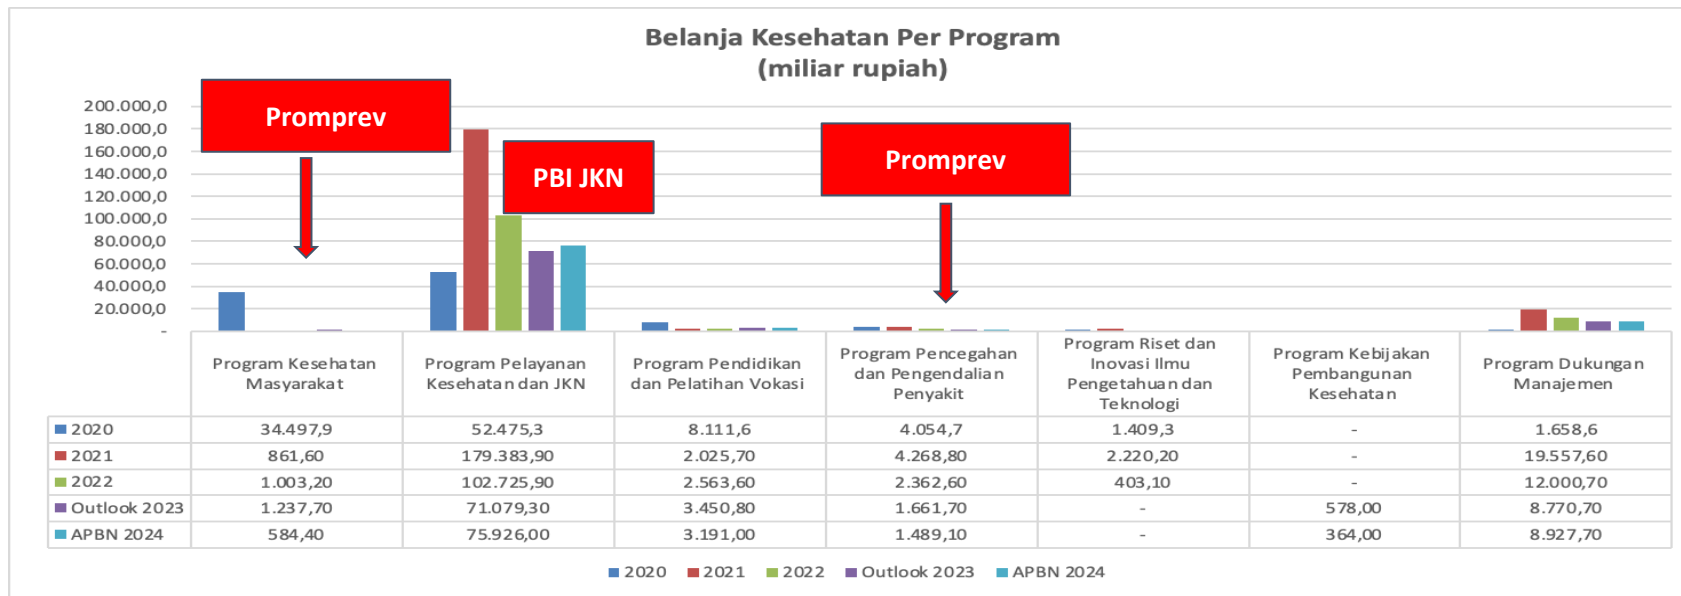 Belanja Kesehatan Per Program
(miliar rupiah)
Promprev
PBI JKN
Promprev
200.000,0
180.000,0
160.000,0
140.000,0
120.000,0
100.000,0
80.000,0
60.000,0
40.000,0
20.000,0
-
Program Kesehatan
Masyarakat
Program Pelayanan
Kesehatan dan JKN
Program Pendidikan
dan Pelatihan Vokasi
Program Pencegahan
dan Pengendalian
Penyakit
Program Riset dan
Inovasi Ilmu
Pengetahuan dan
Teknologi
Program Kebijakan
Pembangunan
Kesehatan
Program Dukungan
Manajemen
2020 34.497,9 52.475,3 8.111,6 4.054,7 1.409,3 - 1.658,6
2021 861,60 179.383,90 2.025,70 4.268,80 2.220,20 - 19.557,60
2022 1.003,20 102.725,90 2.563,60 2.362,60 403,10 - 12.000,70
Outlook 2023 1.237,70 71.079,30 3.450,80 1.661,70 - 578,00 8.770,70
APBN 2024 584,40 75.926,00 3.191,00 1.489,10 - 364,00 8.927,70
2020 2021 2022 Outlook 2023 APBN 2024